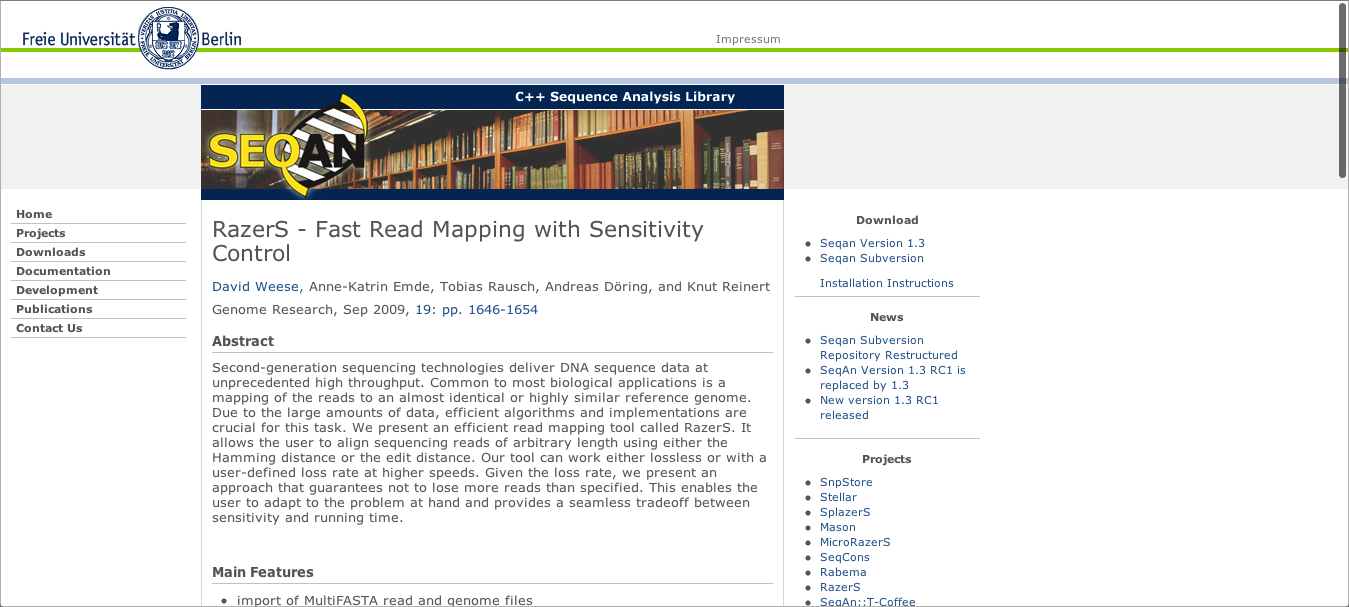 Freie Universität Berlin
Impressum
C++ Sequence Analysis Library
SEQAN
Home
Projects
Downloads
Documentation
Development
Publications
Contact Us
RazerS - Fast Read Mapping with Sensitivity
Control
David Weese, Anne-Katrin Emde, Tobias Rausch, Andreas Döring, and Knut Reinert
Genome Research, Sep 2009, 19: pp. 1646-1654
Abstract
Second-generation sequencing technologies deliver DNA sequence data at
unprecedented high throughput. Common to most biological applications is a
mapping of the reads to an almost identical or highly similar reference genome.
Due to the large amounts of data, efficient algorithms and implementations are
crucial for this task. We present an efficient read mapping tool called RazerS. It
allows the user to align sequencing reads of arbitrary length using either the
Hamming distance or the edit distance. Our tool can work either lossless or with a
user-defined loss rate at higher speeds. Given the loss rate, we present an
approach that guarantees not to lose more reads than specified. This enables the
user to adapt to the problem at hand and provides a seamless tradeoff between
sensitivity and running time.
Main Features
import of MultiFASTA read and genome files
Download
Seqan Version 1.3
Seqan Subversion
Installation Instructions
News
Seqan Subversion
Repository Restructured
SeqAn Version 1.3 RC1 is
replaced by 1.3
New version 1.3 RC1
released
Projects
SnpStore
Stellar
SplazerS
Mason
MicroRazerS
SeqCons
Rabema
RazerS
SeqAn::T-Coffee